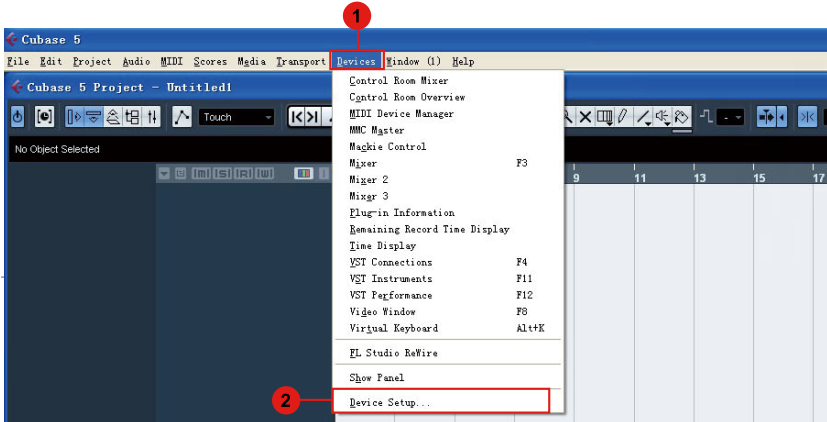 1
Cubase 5
File Edit Project Audio MIDI Scores Media Transport Devices Window (1) Help
Cubase 5 Project - Untitled1
Touch
No Object Selected
Control Room Mixer
Control Room Overview
MIDI Device Manager
MMC Master
Mackie Control
Mixer F3
Mixer 2
Mixer 3
Plug-in Information
Remaining Record Time Display
Time Display
VST Connections F4
VST Instruments F11
VST Performance F12
Video Window F8
Virtual Keyboard Alt+K
FL Studio ReWire
Show Panel
2 Device Setup...
[m] [S] [R] [W]
9 11 13 15 17